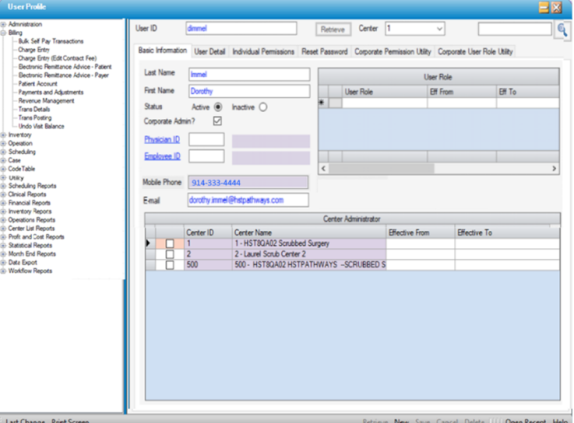 User Profile
Administration
Billing
Bulk Self Pay Transactions
Charge Entry
Charge Entry (Edit Contract Fee)
Electronic Remittance Advice - Patient
Electronic Remittance Advice - Payer
Patient Account
Payments and Adjustments
Revenue Management
Trans Details
Trans Posting
Undo Visit Balance
Inventory
Operation
Scheduling
Case
Code Table
Utility
Scheduling Reports
Clinical Reports
Financial Reports
Inventory Reports
Operations Reports
Center List Reports
Profit and Cost Reports
Statistical Reports
Month End Reports
Data Export
Workflow Reports
User ID dimmel Retrieve Center 1
Basic Information User Detail Individual Permissions Reset Password Corporate Permission Utility Corporate User Role Utility
Last Name Immel
First Name Dorothy
Status Active Inactive
Corporate Admin?
Physician ID
Employee ID
Mobile Phone 914-333-4444
E-mail dorothy.immel@hstpathways.com
User Role
User Role Eff From Eff To
Center Administrator
Center ID Center Name Effective From Effective To
1 1 - HST8QA02 Scrubbed Surgery
2 2 - Laurel Scrub Center 2
500 500 - HST8QA02 HSTPATHWAYS --SCRUBBED S
Last Change Print Screen Retrieve New Save Cancel Delete Open Recent Help